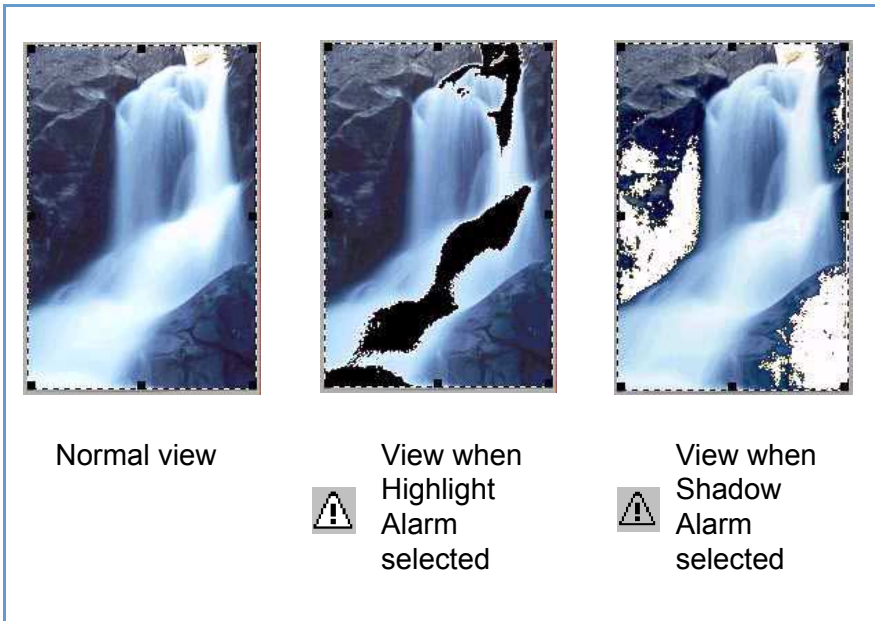 Normal view
View when
Highlight
Alarm
selected
View when
Shadow
Alarm
selected